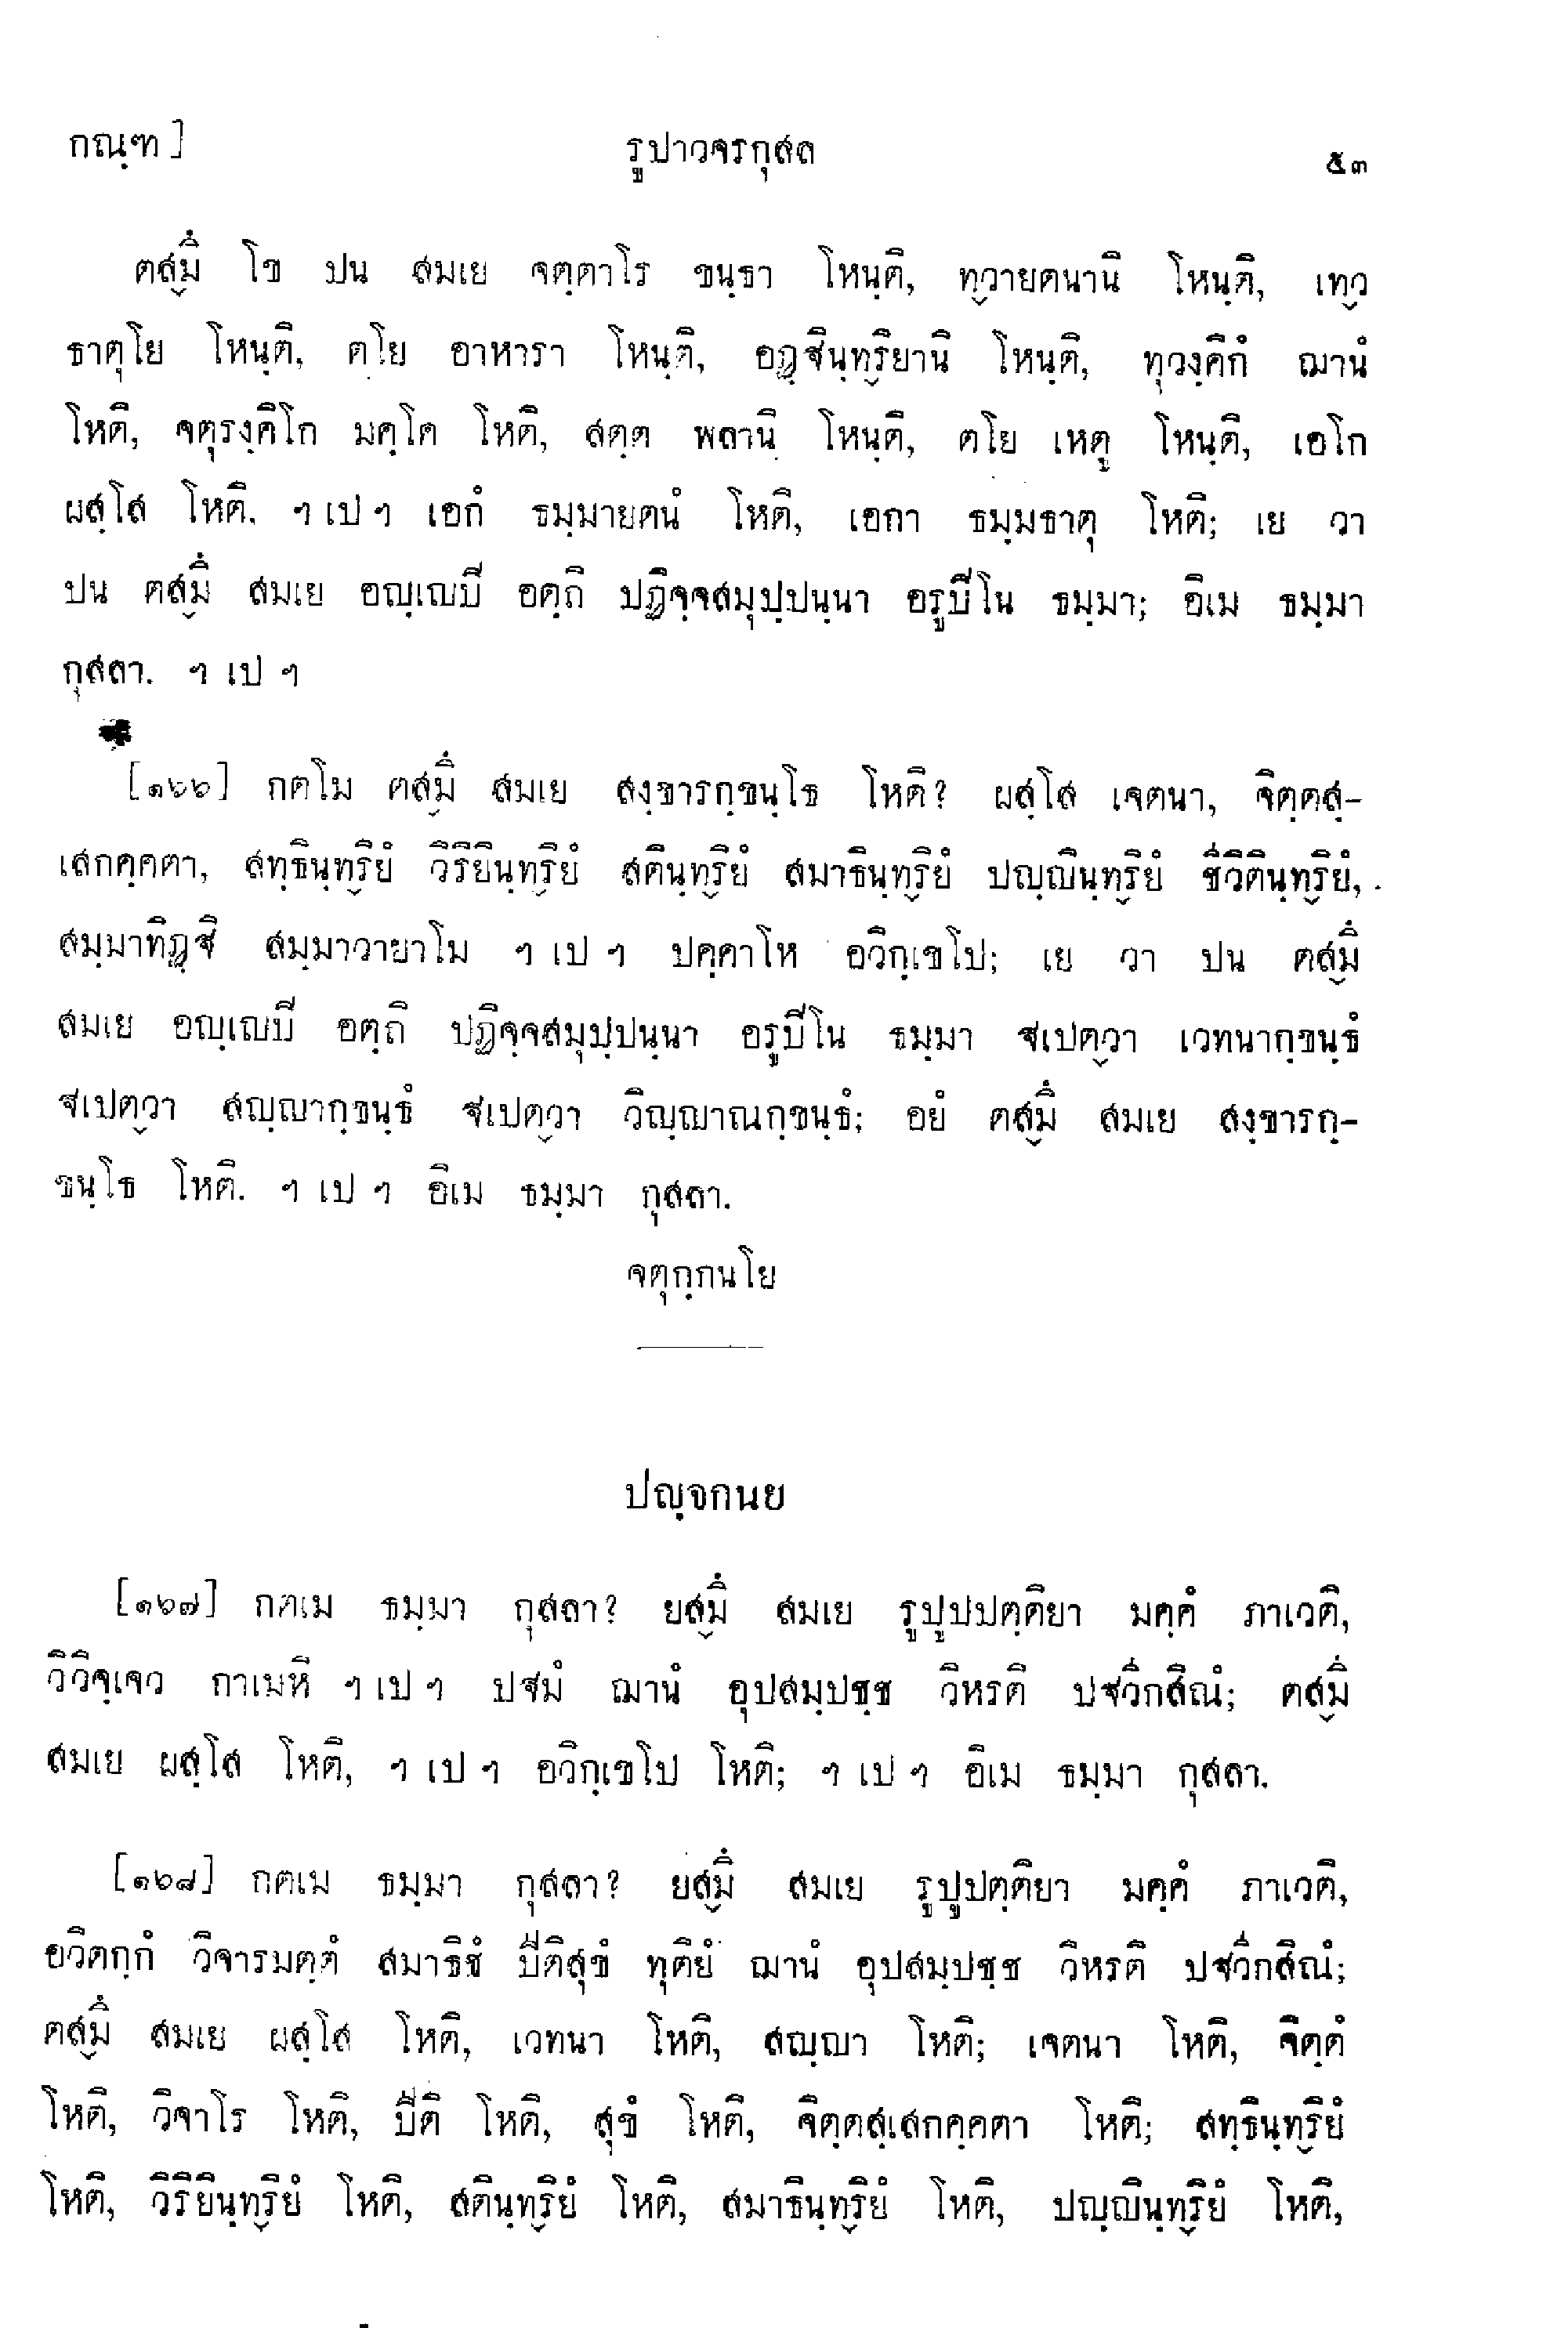 กณฺฑ]
รูปาวจรกุสล
๕๓
ตสฺมึ โข ปน สมเย จตฺตาโร ขนฺธา โหนฺติ, ทฺวายตนานิ โหนฺติ, เทฺว
ธาตุโย โหนฺติ, ตโย อาหารา โหนฺติ, อฏฺฐินฺทฺริยานิ โหนฺติ, ทุวงฺคิกํ ฌานํ
โหติ, จตุรงฺคิโก มคฺโค โหติ, สตฺต พลานิ โหนฺติ, ตโย เหตู โหนฺติ, เอโก
ผสฺโส โหติ. ฯ เป ฯ เอกํ ธมฺมายตนํ โหติ, เอกา ธมฺมธาตุ โหติ; เย วา
ปน ตสฺมึ สมเย อญฺเญปิ อตฺถิ ปฏิจฺจสมุปฺปนฺนา อรูปิโน ธมฺมา; อิเม ธมฺมา
กุสลา. ฯ เป ฯ
[๑๖๖] กตโม ตสฺมึ สมเย สงฺขารกฺขนฺโธ โหติ? ผสฺโส เจตนา, จิตฺตสฺ-
เสกคฺคตา, สทฺธินฺทฺริยํ วิริยินฺทฺริยํ สตินฺทฺริยํ สมาธินฺทฺริยํ ปญฺญินฺทฺริยํ ชีวิตินฺทฺริยํ,
สมฺมาทิฏฺฐิ สมฺมาวายาโม ฯ เป ฯ ปคฺคาโห อวิกฺเขโป; เย วา ปน ตสฺมึ
สมเย อญฺเญปิ อตฺถิ ปฏิจฺจสมุปฺปนฺนา อรูปิโน ธมฺมา ฐเปตฺวา เวทนากฺขนฺธํ
ฐเปตฺวา สญฺญากฺขนฺธํ ฐเปตฺวา วิญฺญาณกฺขนฺธํ; อยํ ตสฺมึ สมเย สงฺขารกฺ-
ขนฺโธ โหติ. ฯ เป ฯ อิเม ธมฺมา กุสลา.
จตุกฺกนโย
ปญฺจกนย
[๑๖๗] กตเม ธมฺมา กุสลา? ยสฺมึ สมเย รูปูปปตฺติยา มคฺคํ ภาเวติ,
วิวิจฺเจว กาเมหิ ฯ เป ฯ ปฐมํ ฌานํ อุปสมฺปชฺช วิหรติ ปฐวึกสิณํ; ตสฺมึ
สมเย ผสฺโส โหติ, ฯ เป ฯ อวิกฺเขโป โหติ; ฯ เป ฯ อิเม ธมฺมา กุสลา.
[๑๖๘] กตเม ธมฺมา กุสลา? ยสฺมึ สมเย รูปูปตฺติยา มคฺคํ ภาเวติ,
อวิตกฺกํ วิจารมตฺตํ สมาธิชํ ปีติสุขํ ทุติยํ ฌานํ อุปสมฺปชฺช วิหรติ ปฐวึกสิณํ;
ตสฺมึ สมเย ผสฺโส โหติ, เวทนา โหติ, สญฺญา โหติ; เจตนา โหติ, จิตฺตํ
โหติ, วิจาโร โหติ, ปีติ โหติ, สุขํ โหติ, จิตฺตสฺเสกคฺคตา โหติ; สทฺธินฺทฺริยํ
โหติ, วิริยินฺทฺริยํ โหติ, สตินฺทฺริยํ โหติ, สมาธินฺทฺริยํ โหติ, ปญฺญินฺทฺริยํ โหติ,